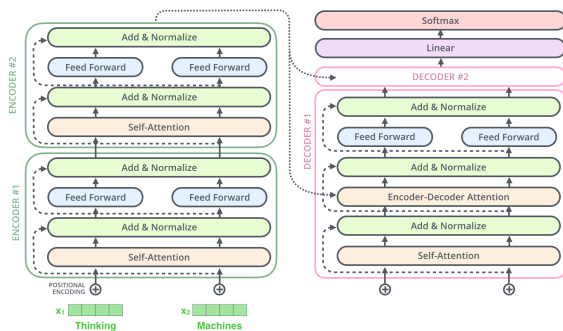 ENCODER #2
Add & Normalize
Feed Forward
Feed Forward
Add & Normalize
Self-Attention
ENCODER #1
Add & Normalize
Feed Forward
Feed Forward
Add & Normalize
Self-Attention
POSITIONAL
ENCODING
x₁
x₂
Thinking
Machines
Softmax
Linear
DECODER #2
DECODER #1
Add & Normalize
Feed Forward
Feed Forward
Add & Normalize
Encoder-Decoder Attention
Add & Normalize
Self-Attention